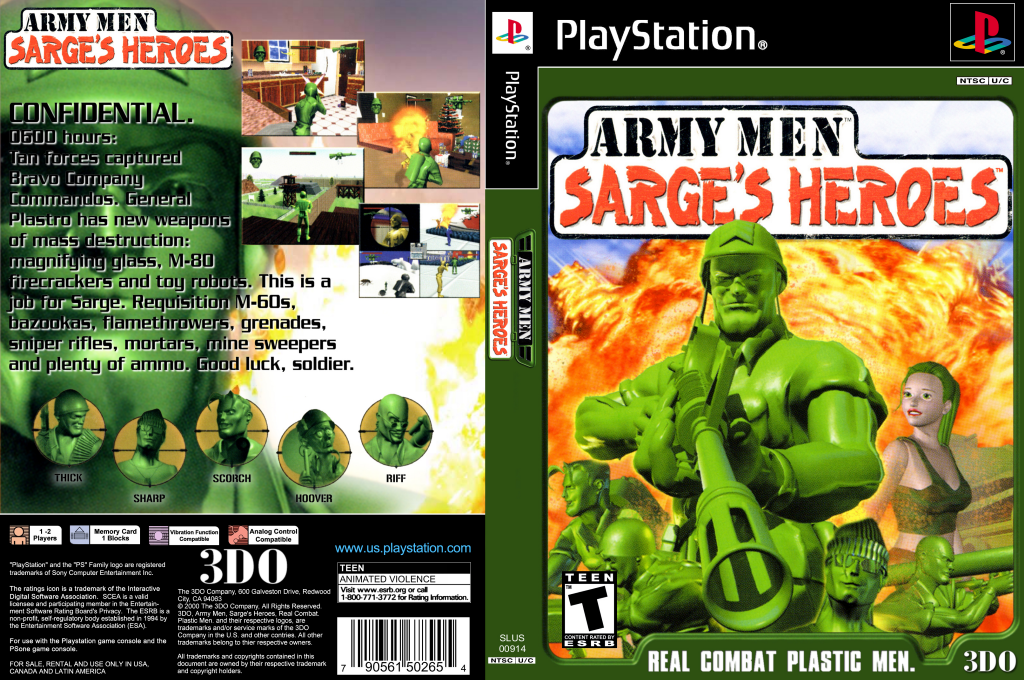 ARMY MEN
SARGE'S HEROES
CONFIDENTIAL.
0600 hours:
Tan forces captured
Bravo Company
Commandos. General
Plastro has new weapons
of mass destruction:
magnifying glass, M-80
firecrackers and toy robots. This is a
job for Sarge. Requisition M-60s,
bazookas, flamethrowers, grenades,
sniper rifles, mortars, mine sweepers
and plenty of ammo. Good luck, soldier.
THICK
SHARP
SCORCH
HOOVER
RIFF
1 -2
Players
Memory Card
1 Blocks
Vibration Function
Compatible
Analog Control
Compatible
"PlayStation" and the "PS" Family logo are registered
trademarks of Sony Computer Entertainment Inc.
The ratings icon is a trademark of the Interactive
Digital Software Association. SCEA is a valid
licensee and participating member in the Entertain-
ment Software Rating Board's Privacy. The ESRB is a
non-profit, self-regulatory body established in 1994 by
the Entertainment Software Association (ESA).
For use with the Playstation game console and the
PSone game console.
FOR SALE, RENTAL AND USE ONLY IN USA,
CANADA AND LATIN AMERICA
3DO
The 3DO Company, 600 Galveston Drive, Redwood
City, CA 94063
© 2000 The 3DO Company, All Rights Reserved.
3DO, Army Men, Sarge's Heroes, Real Combat.
Plastic Men. and their respective logos, are
trademarks and/or service marks of the 3DO
Company in the U.S. and other contries. All other
trademarks belong to their respective owners.
All trademarks and copyrights contained in this
document are owned by their respective trademark
and copyright holders.
www.us.playstation.com
TEEN
ANIMATED VIOLENCE
Visit www.esrb.org or call
1-800-771-3772 for Rating Information.
7 90561 50265 4
PlayStation®
ARMY MEN
SARGE'S HEROES
SLUS
00914
NTSC U/C
PlayStation®
NTSC U/C
ARMY MEN™
SARGE'S HEROES™
TEEN
T
CONTENT RATED BY
ESRB
REAL COMBAT PLASTIC MEN.
3DO